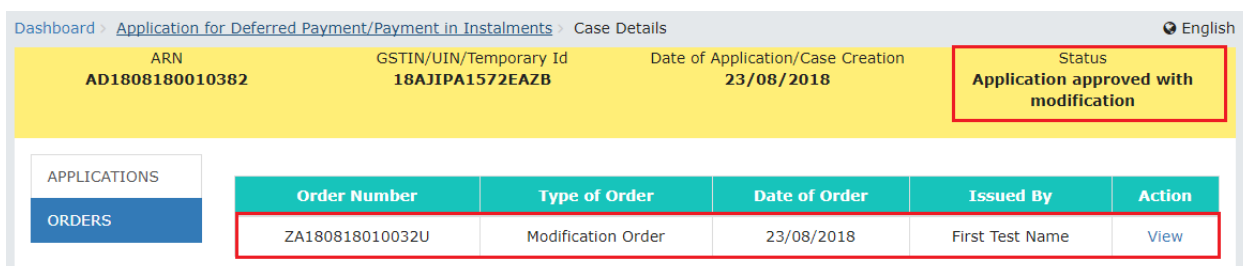 Dashboard > Application for Deferred Payment/Payment in Instalments > Case Details English
ARN GSTIN/UIN/Temporary Id Date of Application/Case Creation Status
AD1808180010382 18AJIPA1572EAZB 23/08/2018 Application approved with
modification
APPLICATIONS
ORDERS
Order Number Type of Order Date of Order Issued By Action
ZA180818010032U Modification Order 23/08/2018 First Test Name View